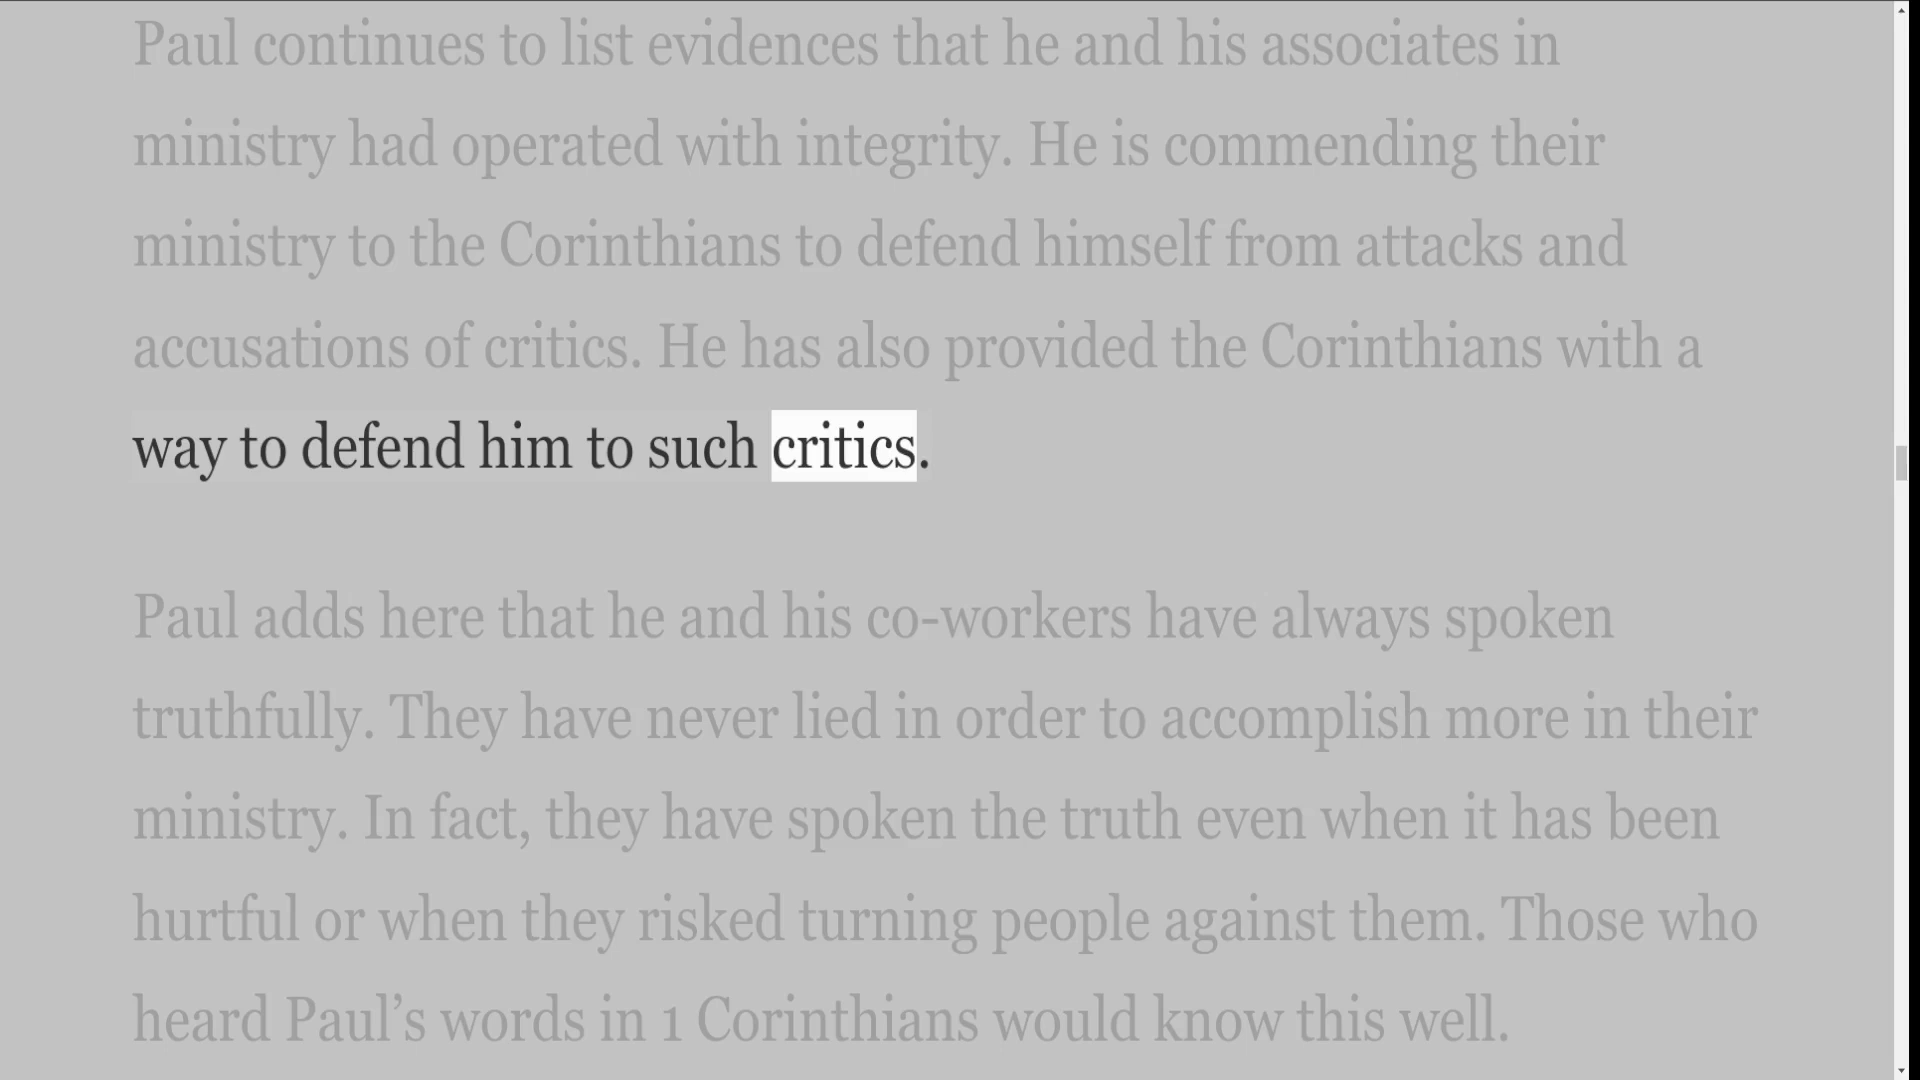 Paul continues to list evidences that he and his associates in
ministry had operated with integrity. He is commending their
ministry to the Corinthians to defend himself from attacks and
accusations of critics. He has also provided the Corinthians with a
way to defend him to such critics.
Paul adds here that he and his co-workers have always spoken
truthfully. They have never lied in order to accomplish more in their
ministry. In fact, they have spoken the truth even when it has been
hurtful or when they risked turning people against them. Those who
heard Paul’s words in 1 Corinthians would know this well.